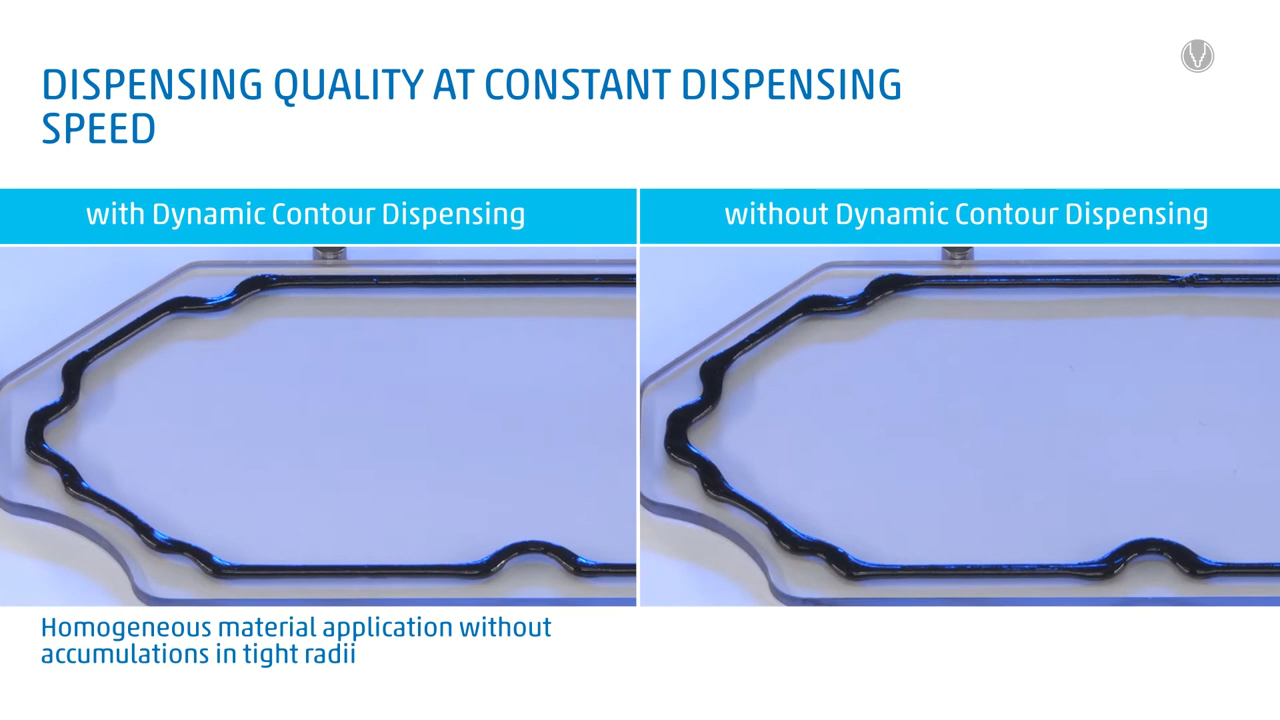 DISPENSING QUALITY AT CONSTANT DISPENSING
SPEED
with Dynamic Contour Dispensing
without Dynamic Contour Dispensing
Homogeneous material application without
accumulations in tight radii